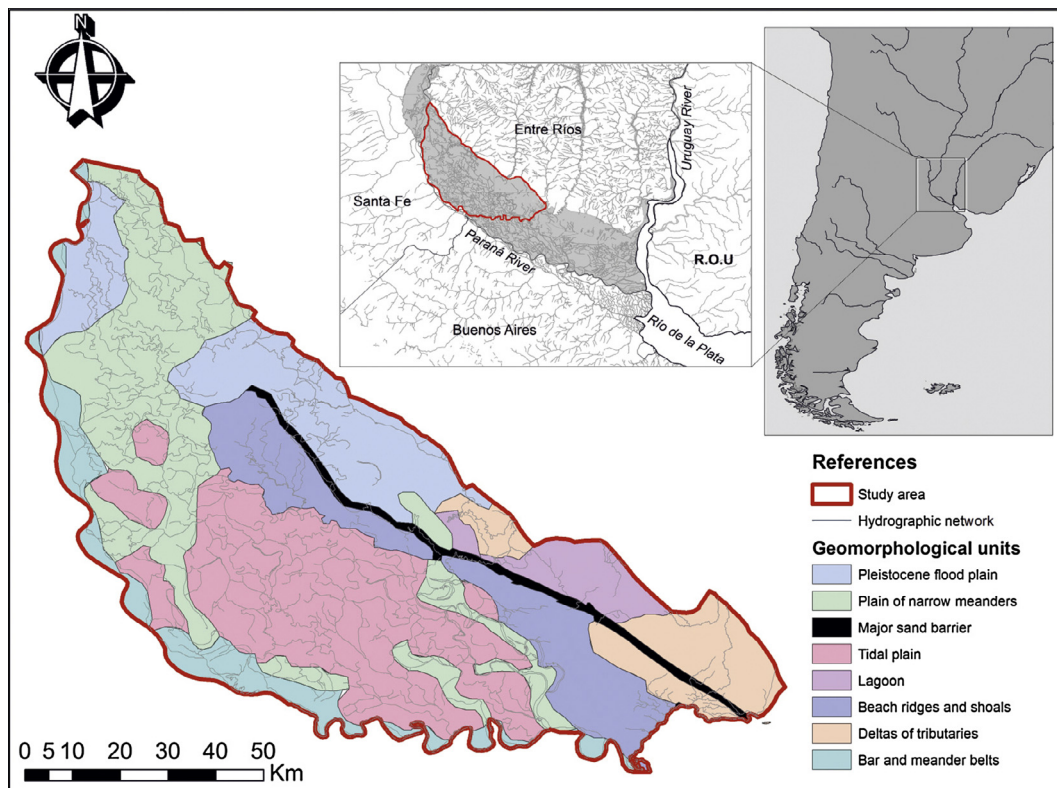 N
Entre Ríos
Uruguay River
Santa Fe
Paraná River
R.O.U
Buenos Aires
Río de la Plata
References
Study area
Hydrographic network
Geomorphological units
Pleistocene flood plain
Plain of narrow meanders
Major sand barrier
Tidal plain
Lagoon
Beach ridges and shoals
Deltas of tributaries
Bar and meander belts
0 5 10 20 30 40 50
Km